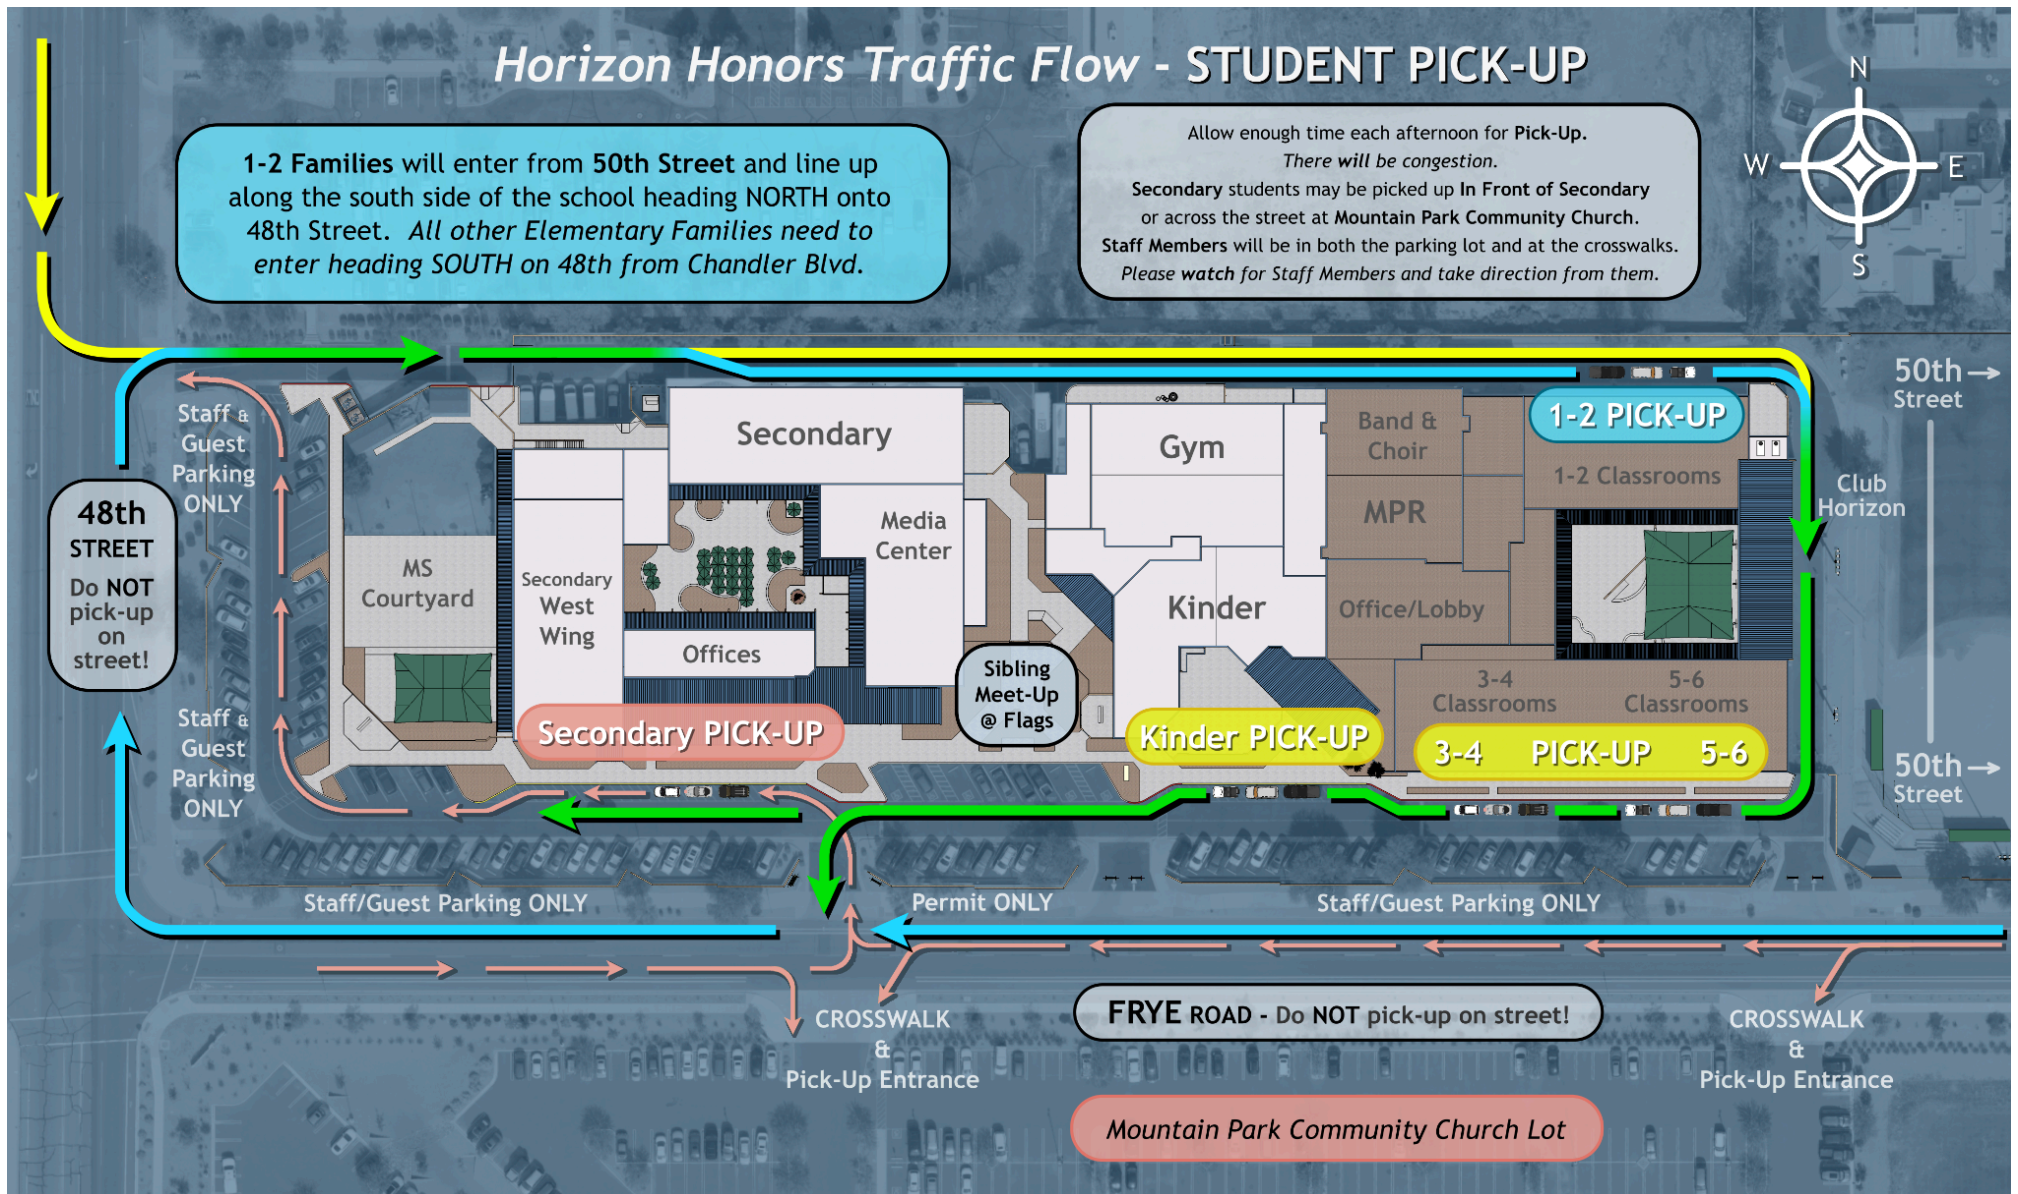 Horizon Honors Traffic Flow - STUDENT PICK-UP
1-2 Families will enter from 50th Street and line up
along the south side of the school heading NORTH onto
48th Street. All other Elementary Families need to
enter heading SOUTH on 48th from Chandler Blvd.
Allow enough time each afternoon for Pick-Up.
There will be congestion.
Secondary students may be picked up In Front of Secondary
or across the street at Mountain Park Community Church.
Staff Members will be in both the parking lot and at the crosswalks.
Please watch for Staff Members and take direction from them.
N
W
E
S
50th
Street
Staff &
Guest
Parking
ONLY
Secondary
Gym
Band &
Choir
1-2 PICK-UP
1-2 Classrooms
Club
Horizon
48th
STREET
Do NOT
pick-up
on
street!
MS
Courtyard
Secondary
West
Wing
Media
Center
MPR
Offices
Kinder
Office/Lobby
Sibling
Meet-Up
@ Flags
3-4
Classrooms
5-6
Classrooms
Staff &
Guest
Parking
ONLY
Secondary PICK-UP
Kinder PICK-UP
3-4 PICK-UP 5-6
50th
Street
Staff/Guest Parking ONLY
Permit ONLY
Staff/Guest Parking ONLY
FRYE ROAD - Do NOT pick-up on street!
CROSSWALK
&
Pick-Up Entrance
CROSSWALK
&
Pick-Up Entrance
Mountain Park Community Church Lot